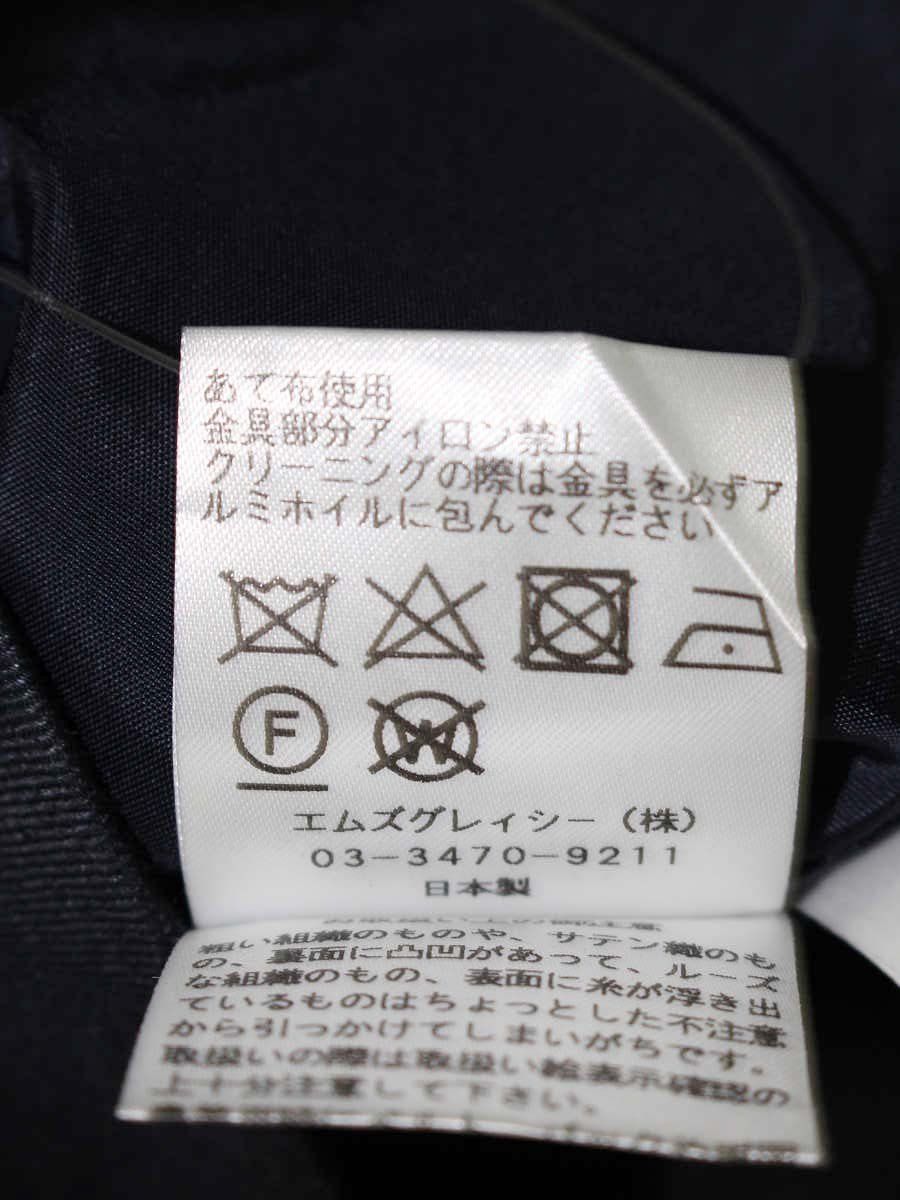 あて布使用
金具部分アイロン禁止
クリーニングの際は金具を必ずア
ルミホイルに包んでください
F
W
エムズグレイシー（株）
03-3470-9211
日本製
粗い組織のものや、サテン織のも
の、裏面に凸凹があって、ルーズ
な組織のもの、表面に糸が浮き出
ているものはちょっとした不注意
から引っかけてしまいがちです。
取扱いの際は取扱い絵表示確認の
上十分注意して下さい。